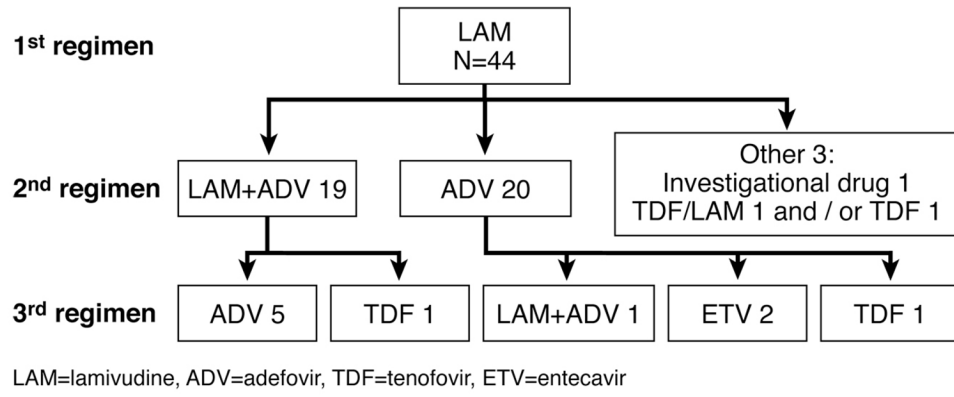 1st regimen
LAM
N=44
2nd regimen
LAM+ADV 19
ADV 20
Other 3:
Investigational drug 1
TDF/LAM 1 and / or TDF 1
3rd regimen
ADV 5
TDF 1
LAM+ADV 1
ETV 2
TDF 1
LAM=lamivudine, ADV=adefovir, TDF=tenofovir, ETV=entecavir